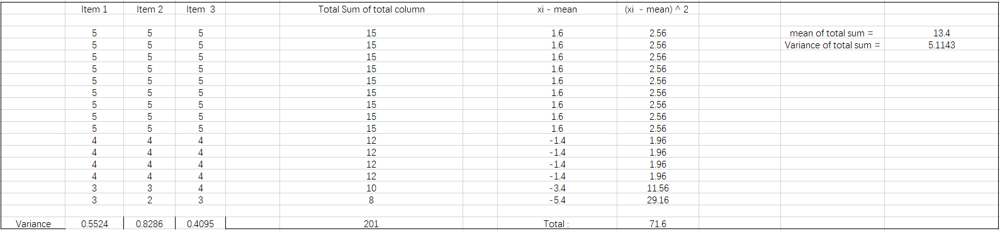 Item 1 Item 2 Item 3 Total Sum of total column xi - mean (xi - mean) ^ 2
5 5 5 15 1.6 2.56 mean of total sum = 13.4
5 5 5 15 1.6 2.56 Variance of total sum = 5.1143
5 5 5 15 1.6 2.56
5 5 5 15 1.6 2.56
5 5 5 15 1.6 2.56
5 5 5 15 1.6 2.56
5 5 5 15 1.6 2.56
5 5 5 15 1.6 2.56
5 5 5 15 1.6 2.56
4 4 4 12 -1.4 1.96
4 4 4 12 -1.4 1.96
4 4 4 12 -1.4 1.96
4 4 4 12 -1.4 1.96
3 3 4 10 -3.4 11.56
3 2 3 8 -5.4 29.16
Variance 0.5524 0.8286 0.4095 201 Total : 71.6